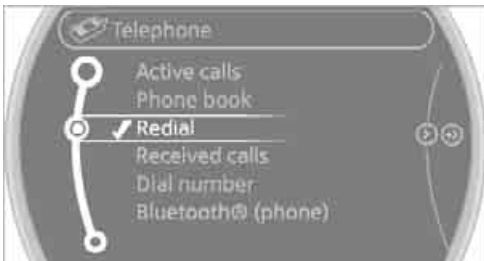 Telephone
Active calls
Phone book
Redial
Received calls
Dial number
Bluetooth® (phone)